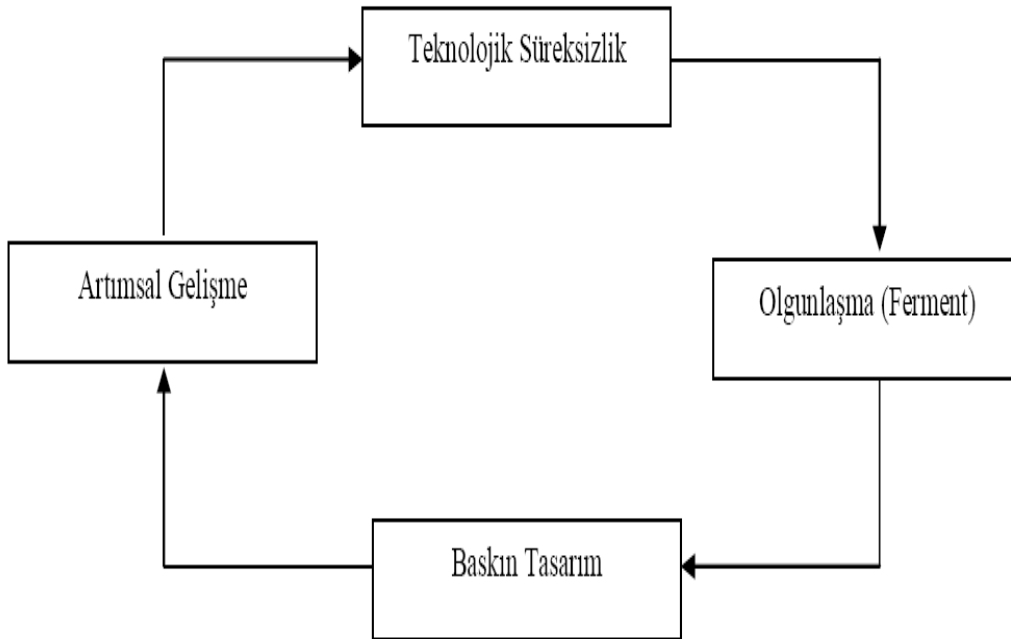 Teknolojik Süreksizlik
Artımsal Gelişme
Olgunlaşma (Ferment)
Baskın Tasarım